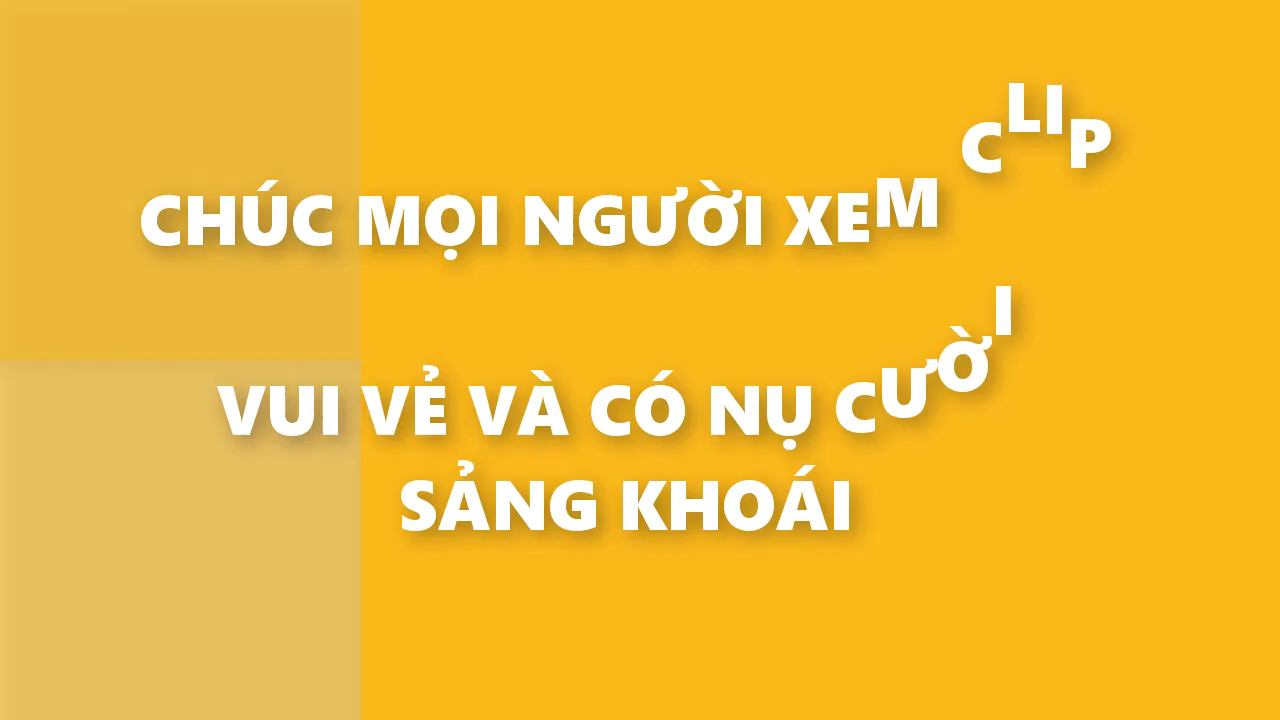 CHÚC MỌI NGƯỜI XEM CLIP
VUI VẺ VÀ CÓ NỤ CƯỜI
SẢNG KHOÁI